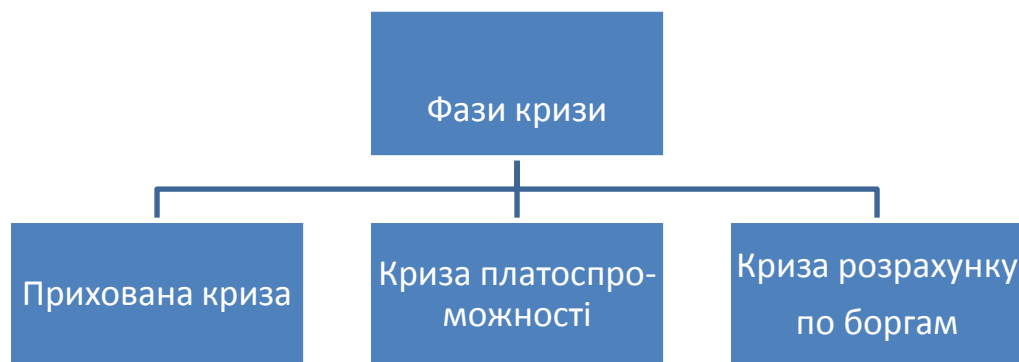 Фази кризи
Прихована криза
Криза платоспро-
можності
Криза розрахунку
по боргам